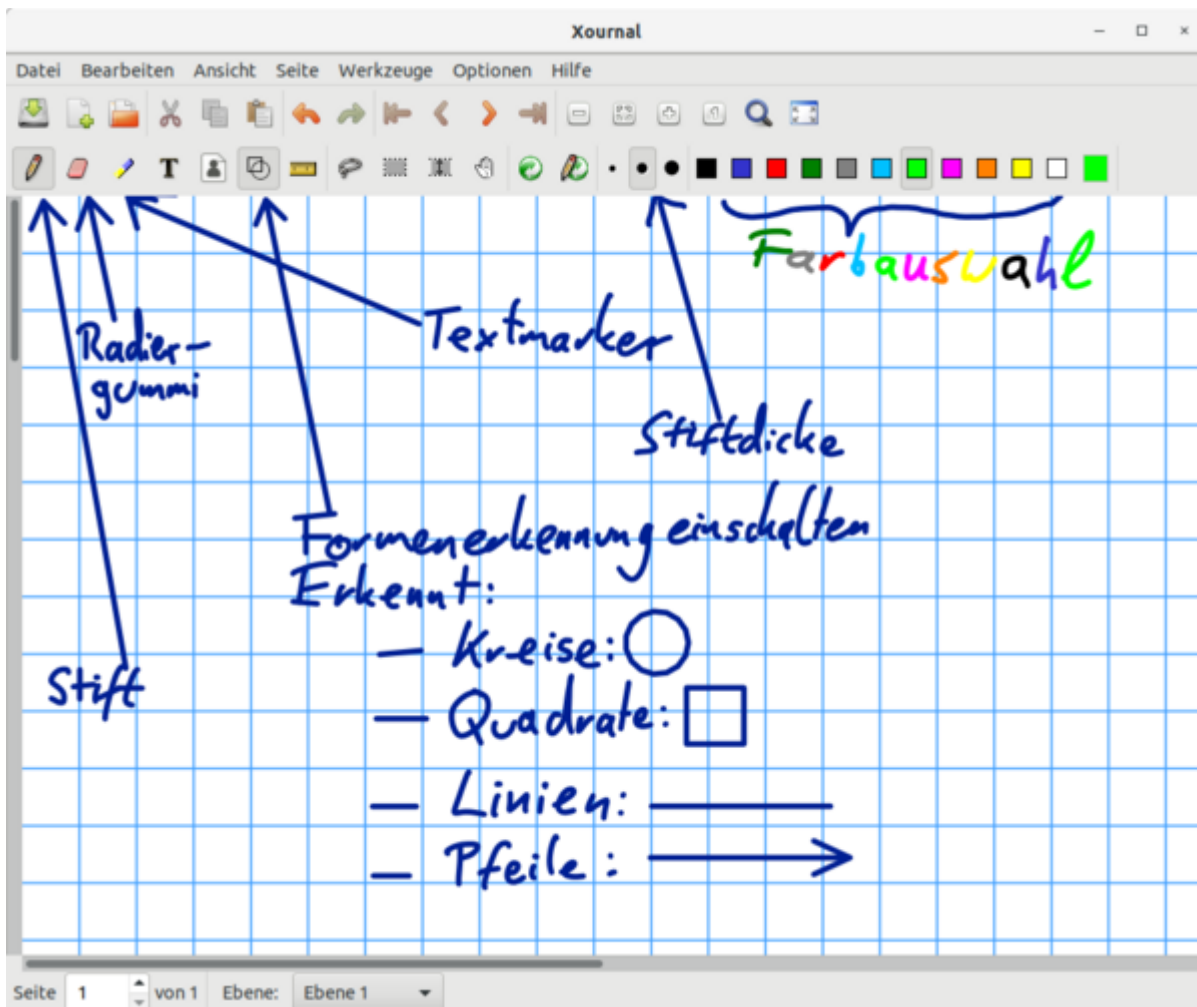 Xournal
Datei Bearbeiten Ansicht Seite Werkzeuge Optionen Hilfe
T
Farbauswahl
Radier-
gummi
Textmarker
Stiftdicke
Formenerkennung einschalten
Erkennt:
– Kreise:
Stift
– Quadrate:
– Linien:
– Pfeile:
Seite 1 von 1 Ebene: Ebene 1